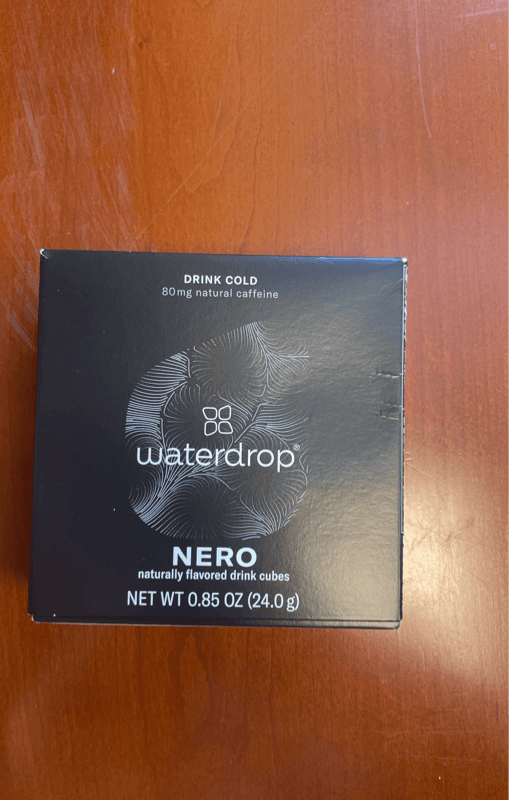 DRINK COLD
80mg natural caffeine
waterdrop®
NERO
naturally flavored drink cubes
NET WT 0.85 OZ (24.0 g)